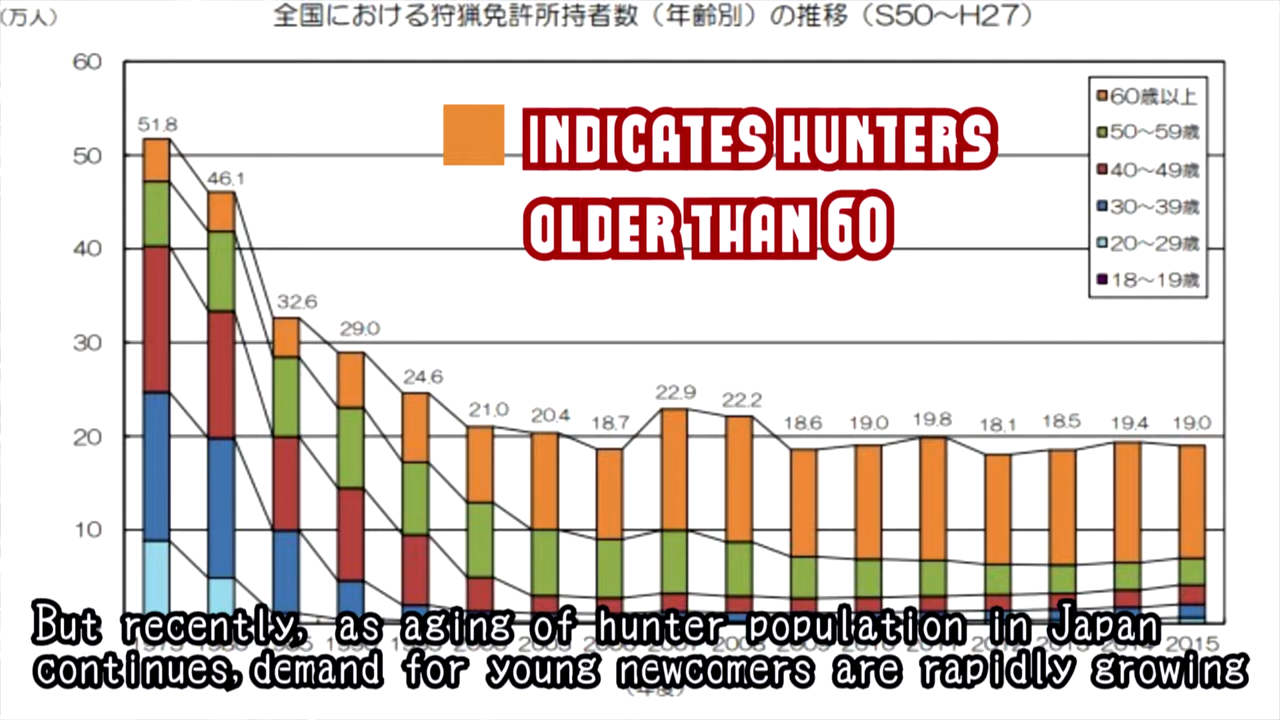 (万人)
全国における狩猟免許所持者数（年齢別）の推移（S50～H27）
60
50
40
30
20
10
51.8
46.1
32.6
29.0
24.6
21.0
20.4
18.7
22.9
22.2
18.6
19.0
19.8
18.1
18.5
19.4
19.0
INDICATES HUNTERS
OLDER THAN 60
60歳以上
50～59歳
40～49歳
30～39歳
20～29歳
18～19歳
2015
But recently, as aging of hunter population in Japan
continues, demand for young newcomers are rapidly growing